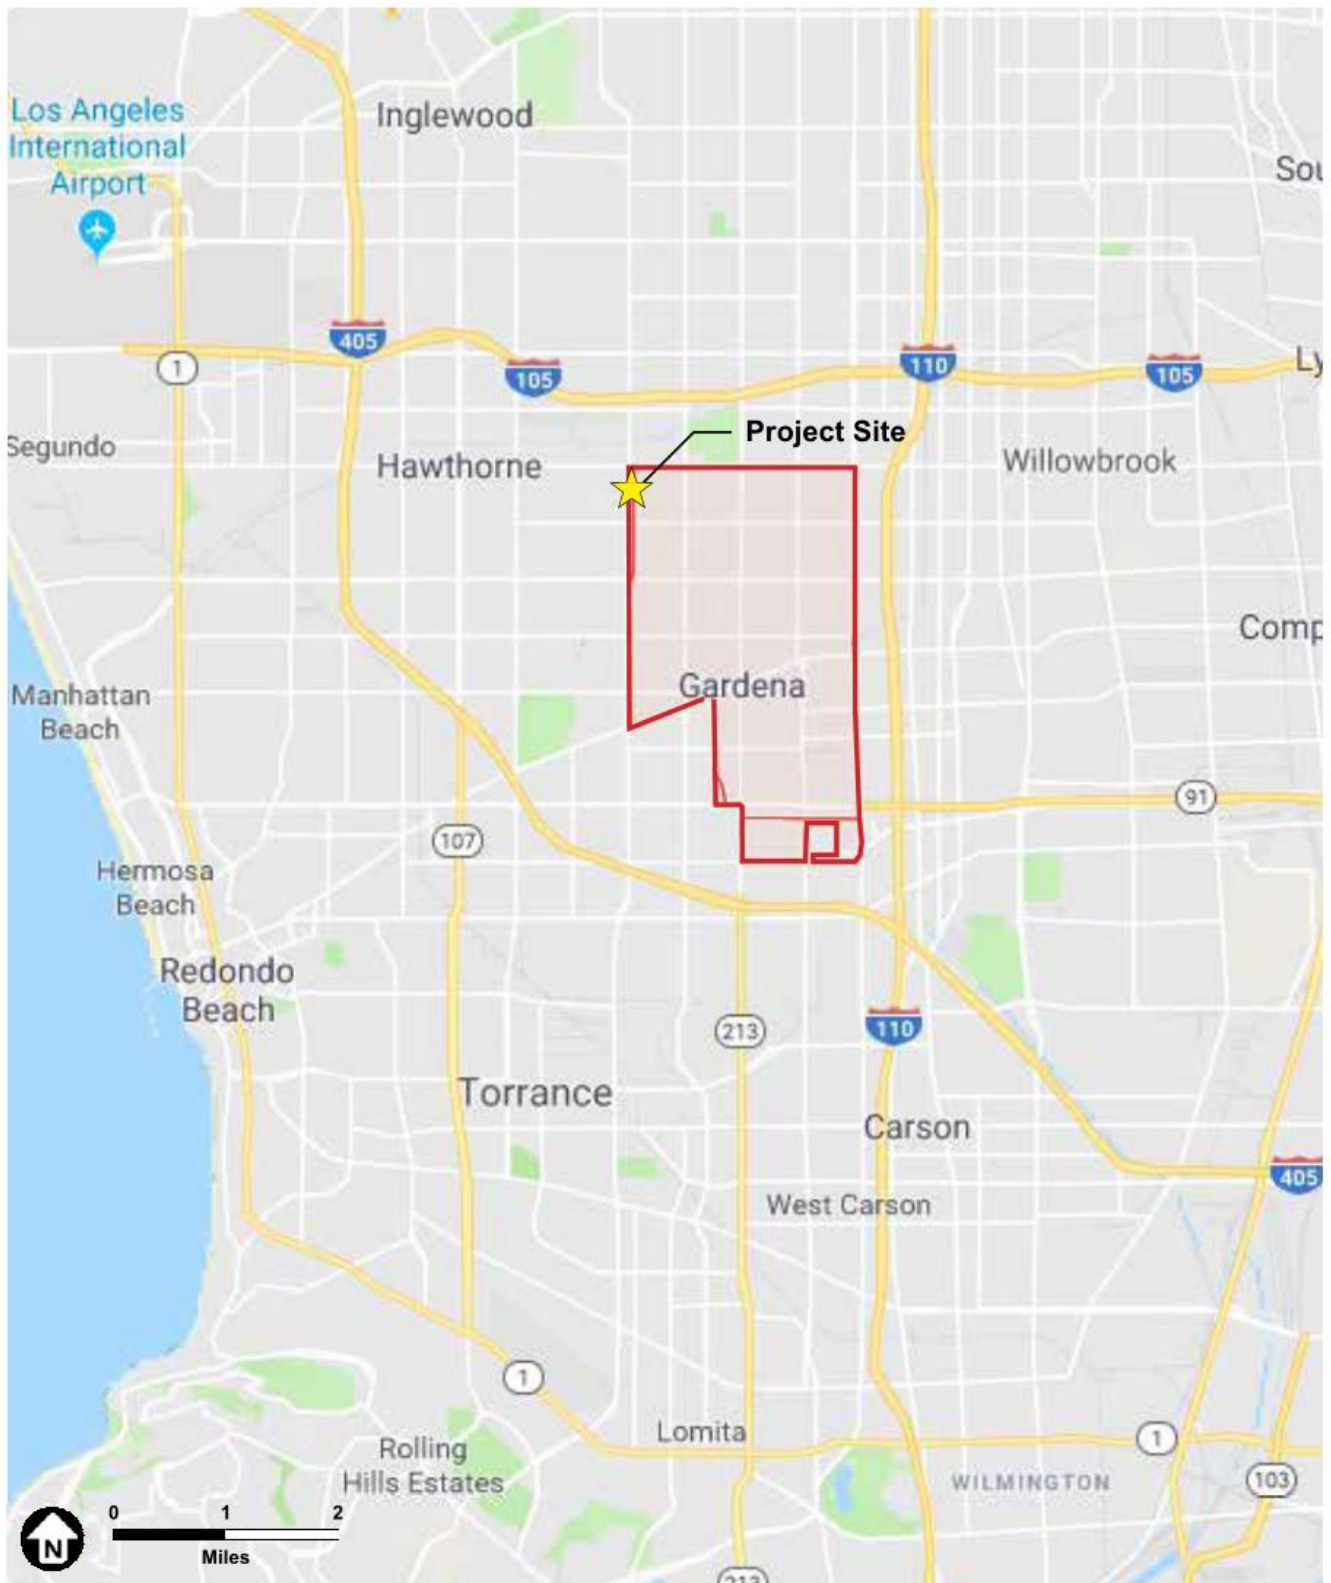 Los Angeles
International
Airport
Inglewood
Sou
405
1
105
110
105
Ly
Project Site
Segundo
Hawthorne
Willowbrook
Comp
Gardena
Manhattan
Beach
91
107
Hermosa
Beach
Redondo
Beach
213
110
Torrance
Carson
405
West Carson
1
Lomita
1
Rolling
Hills Estates
WILMINGTON
103
N
0 1 2
Miles
213